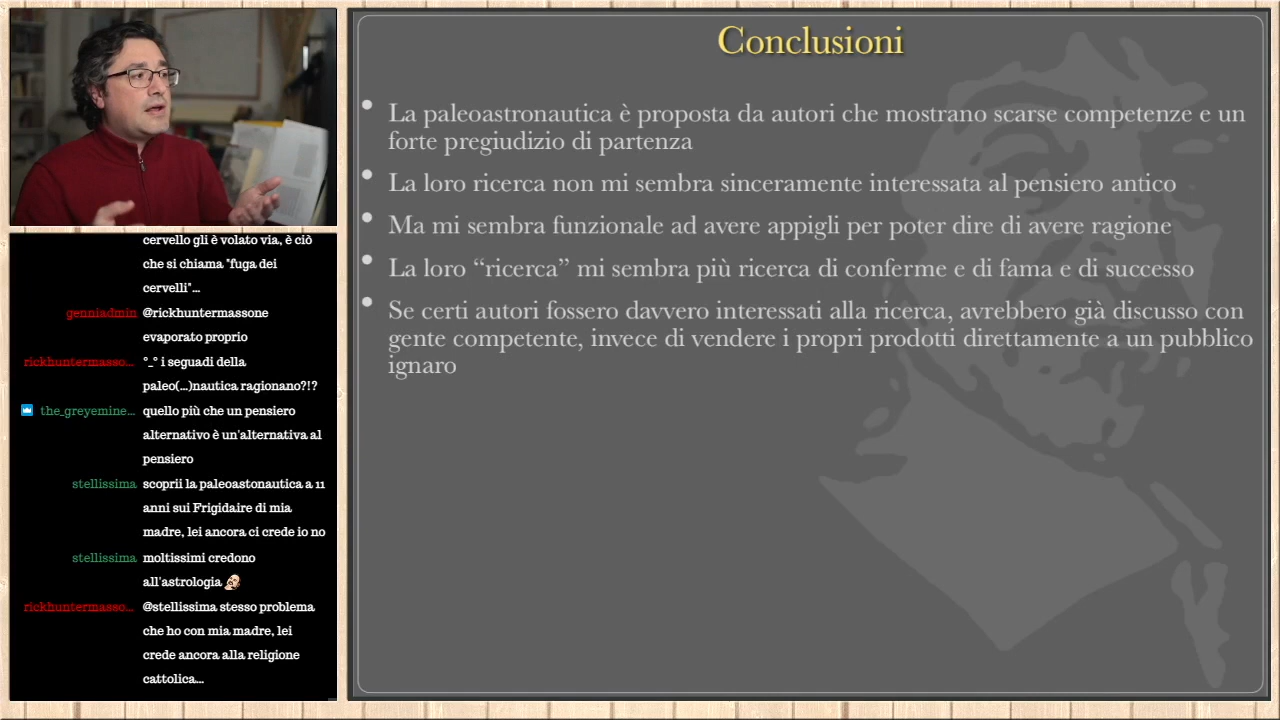 Conclusioni
La paleoastronautica è proposta da autori che mostrano scarse competenze e un
forte pregiudizio di partenza
La loro ricerca non mi sembra sinceramente interessata al pensiero antico
Ma mi sembra funzionale ad avere appigli per poter dire di avere ragione
La loro “ricerca” mi sembra più ricerca di conferme e di fama e di successo
Se certi autori fossero davvero interessati alla ricerca, avrebbero già discusso con
gente competente, invece di vendere i propri prodotti direttamente a un pubblico
ignaro
cervello gli è volato via, è ciò
che si chiama "fuga dei
cervelli"...
genniadmin @rickhuntermassone
evaporato proprio
rickhuntermasso... °_° i seguadi della
paleo(...)nautica ragionano?!?
the_greyemine... quello più che un pensiero
alternativo è un'alternativa al
pensiero
stellissima scoprii la paleoastonautica a 11
anni sui Frigidaire di mia
madre, lei ancora ci crede io no
stellissima moltissimi credono
all'astrologia
rickhuntermasso... @stellissima stesso problema
che ho con mia madre, lei
crede ancora alla religione
cattolica...